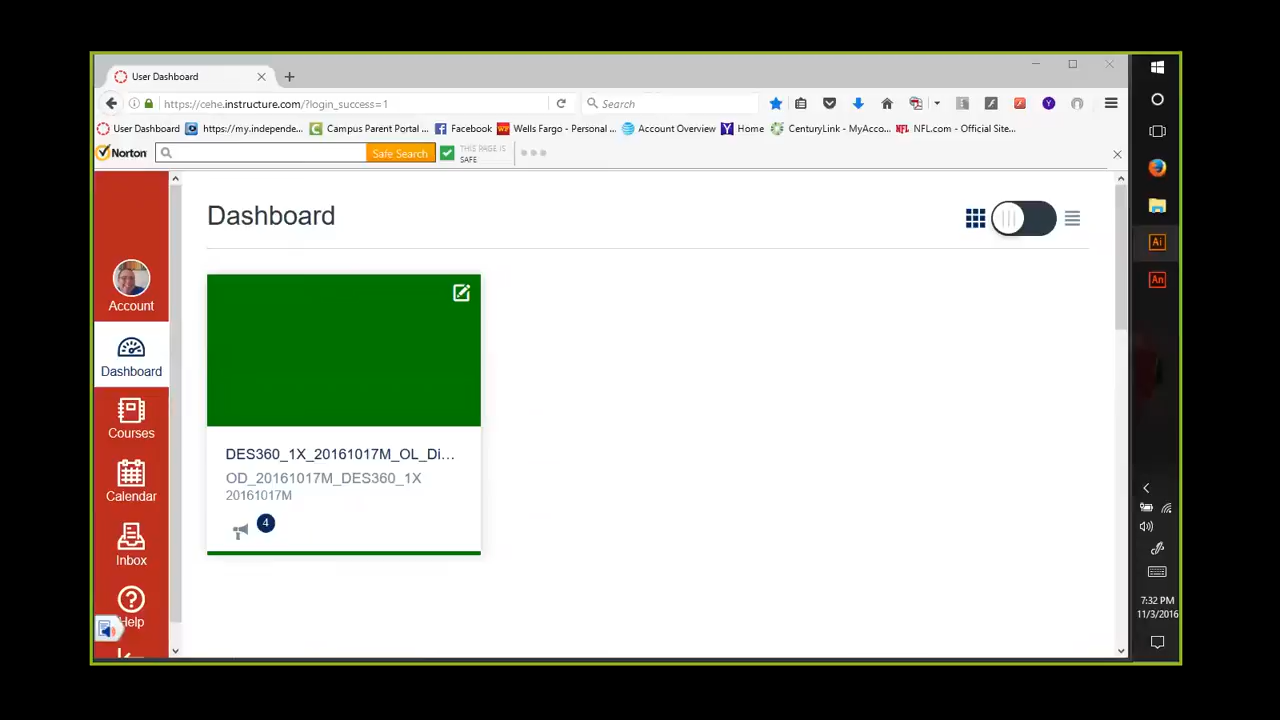 User Dashboard
https://cehe.instructure.com/?login_success=1
Search
User Dashboard https://my.independe... Campus Parent Portal ... Facebook Wells Fargo - Personal ... Account Overview Home CenturyLink - MyAcco... NFL.com - Official Site...
Norton Safe Search THIS PAGE IS
SAFE
Dashboard
Account
Dashboard
Courses
Calendar
Inbox
Help
DES360_1X_20161017M_OL_Di...
OD_20161017M_DES360_1X
20161017M
4
Ai
An
7:32 PM
11/3/2016